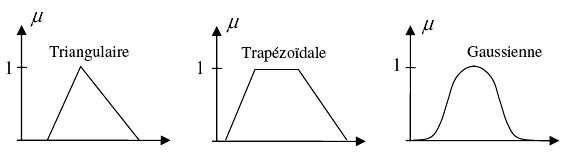 μ
Triangulaire
1
μ
Trapézoïdale
1
μ
Gaussienne
1